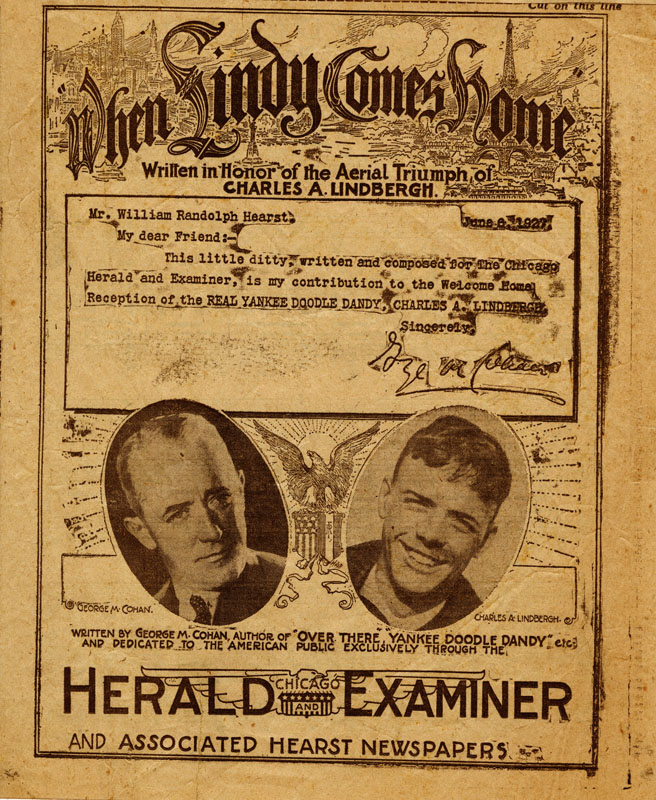 Cut on this line
"When Lindy Comes Home"
Written in Honor of the Aerial Triumph of
CHARLES A. LINDBERGH.
Mr. William Randolph Hearst, June 8, 1927
My dear Friend:-
This little ditty, written and composed for The Chicago
Herald and Examiner, is my contribution to the Welcome Home
Reception of the REAL YANKEE DOODLE DANDY, CHARLES A. LINDBERGH
Sincerely,
Geo. M. Cohan
GEORGE M. COHAN.
CHARLES A. LINDBERGH.
WRITTEN BY GEORGE M. COHAN, AUTHOR OF "OVER THERE, YANKEE DOODLE DANDY," etc.
AND DEDICATED TO THE AMERICAN PUBLIC EXCLUSIVELY THROUGH THE
HERALD CHICAGO AND EXAMINER
AND ASSOCIATED HEARST NEWSPAPERS